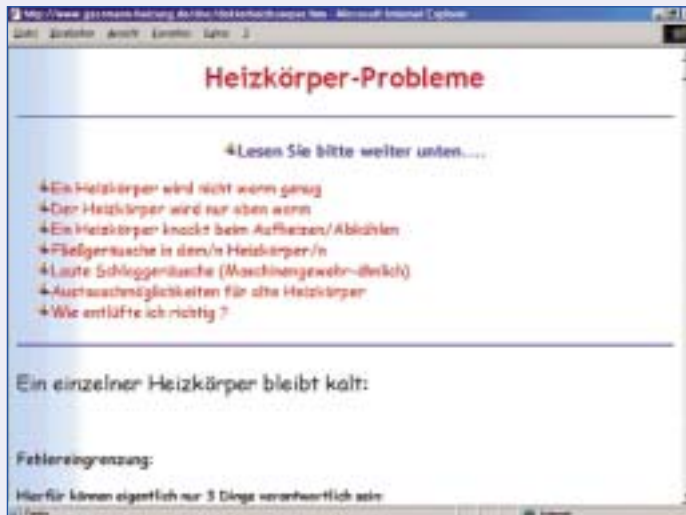 Heizkörper-Probleme
Lesen Sie bitte weiter unten....
Ein Heizkörper wird nicht warm genug
Der Heizkörper wird nur oben warm
Ein Heizkörper knackt beim Aufheizen/Abkühlen
Fließgeräusche in dem/n Heizkörper/n
Laute Schlaggeräusche (Maschinengewehr-ähnlich)
Austauschmöglichkeiten für alte Heizkörper
Wie entlüfte ich richtig ?
Ein einzelner Heizkörper bleibt kalt:
Fehlereingrenzung:
Hierfür können eigentlich nur 3 Dinge verantwortlich sein: